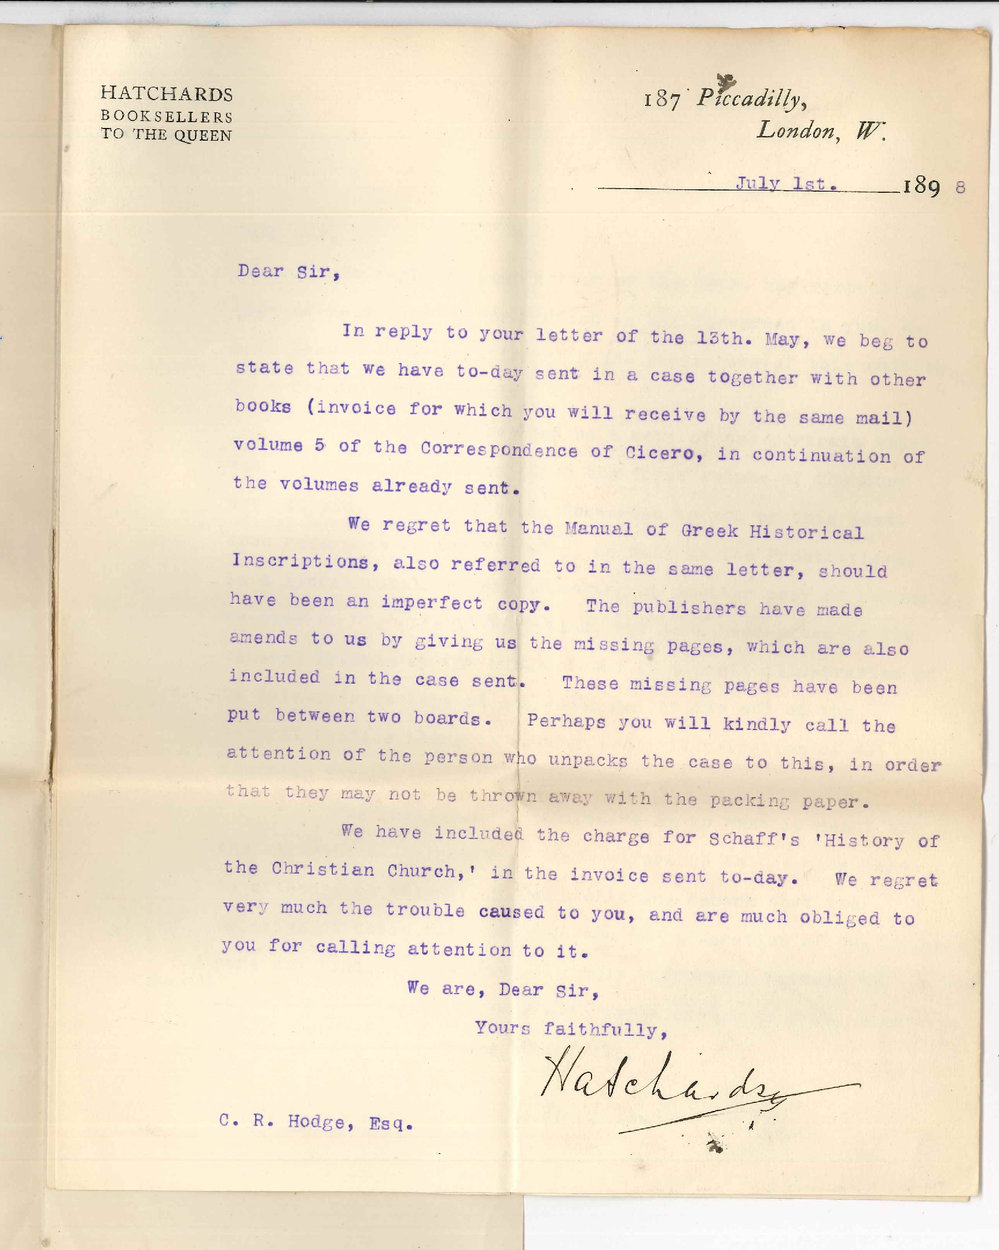 HATCHARDS
BOOKSELLERS
TO THE QUEEN
187 Piccadilly,
London, W.
July 1st. 1898
Dear Sir,
In reply to your letter of the 13th. May, we beg to
state that we have to-day sent in a case together with other
books (invoice for which you will receive by the same mail)
volume 5 of the Correspondence of Cicero, in continuation of
the volumes already sent.
We regret that the Manual of Greek Historical
Inscriptions, also referred to in the same letter, should
have been an imperfect copy. The publishers have made
amends to us by giving us the missing pages, which are also
included in the case sent. These missing pages have been
put between two boards. Perhaps you will kindly call the
attention of the person who unpacks the case to this, in order
that they may not be thrown away with the packing paper.
We have included the charge for Schaff's 'History of
the Christian Church,' in the invoice sent to-day. We regret
very much the trouble caused to you, and are much obliged to
you for calling attention to it.
We are, Dear Sir,
Yours faithfully,
Hatchards
C. R. Hodge, Esq.